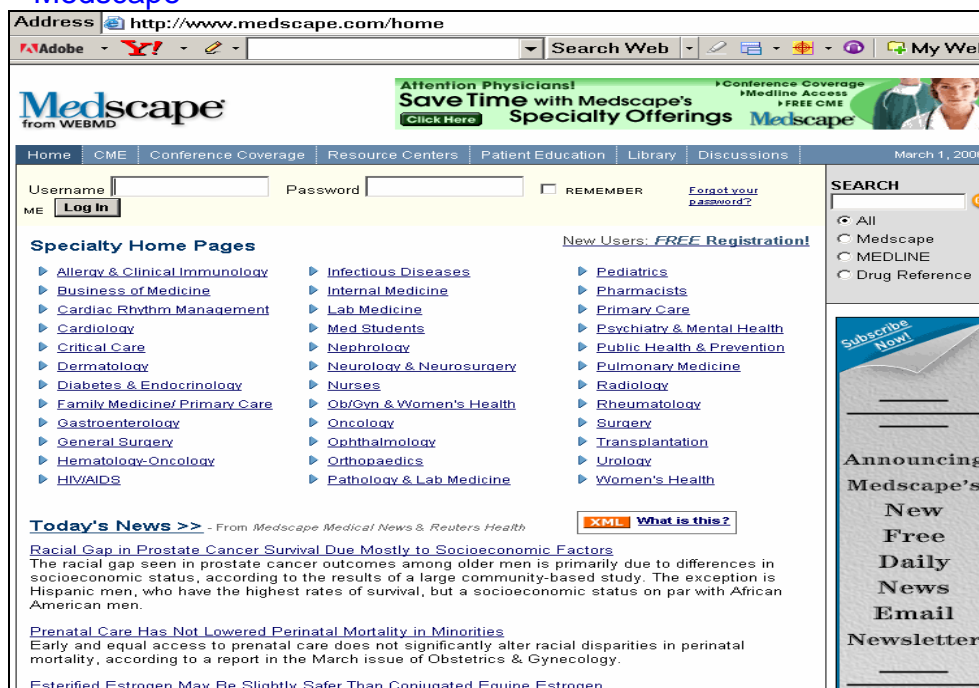 Medscape
Address http://www.medscape.com/home
Adobe Y! Search Web My We
Medscape
from WEBMD
Attention Physicians!
Save Time with Medscape's
Click Here Specialty Offerings
Conference Coverage
Medline Access
FREE CME
Medscape
Home CME Conference Coverage Resource Centers Patient Education Library Discussions March 1, 200
Username Password REMEMBER Forgot your
password?
ME Log In
SEARCH
All
Medscape
MEDLINE
Drug Reference
Specialty Home Pages
New Users: FREE Registration!
Allergy & Clinical Immunology
Business of Medicine
Cardiac Rhythm Management
Cardiology
Critical Care
Dermatology
Diabetes & Endocrinology
Family Medicine/ Primary Care
Gastroenterology
General Surgery
Hematology-Oncology
HIV/AIDS
Infectious Diseases
Internal Medicine
Lab Medicine
Med Students
Nephrology
Neurology & Neurosurgery
Nurses
Ob/Gyn & Women's Health
Oncology
Ophthalmology
Orthopaedics
Pathology & Lab Medicine
Pediatrics
Pharmacists
Primary Care
Psychiatry & Mental Health
Public Health & Prevention
Pulmonary Medicine
Radiology
Rheumatology
Surgery
Transplantation
Urology
Women's Health
Subscribe
Now!
Announcing
Medscape's
New
Free
Daily
News
Email
Newsletter
Today's News >> - From Medscape Medical News & Reuters Health
XML What is this?
Racial Gap in Prostate Cancer Survival Due Mostly to Socioeconomic Factors
The racial gap seen in prostate cancer outcomes among older men is primarily due to differences in
socioeconomic status, according to the results of a large community-based study. The exception is
Hispanic men, who have the highest rates of survival, but a socioeconomic status on par with African
American men.
Prenatal Care Has Not Lowered Perinatal Mortality in Minorities
Early and equal access to prenatal care does not significantly alter racial disparities in perinatal
mortality, according to a report in the March issue of Obstetrics & Gynecology.
Esterified Estrogen May Be Slightly Safer Than Conjugated Equine Estrogen